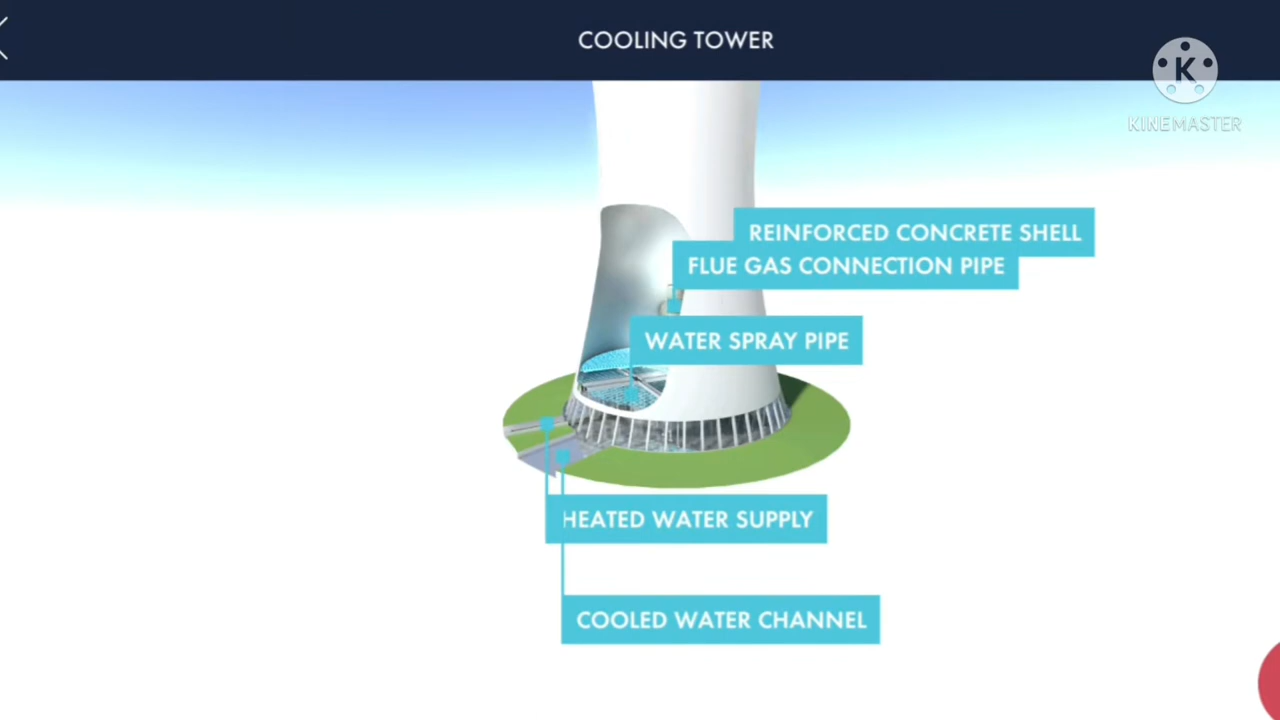 COOLING TOWER
K
KINEMASTER
REINFORCED CONCRETE SHELL
FLUE GAS CONNECTION PIPE
WATER SPRAY PIPE
HEATED WATER SUPPLY
COOLED WATER CHANNEL